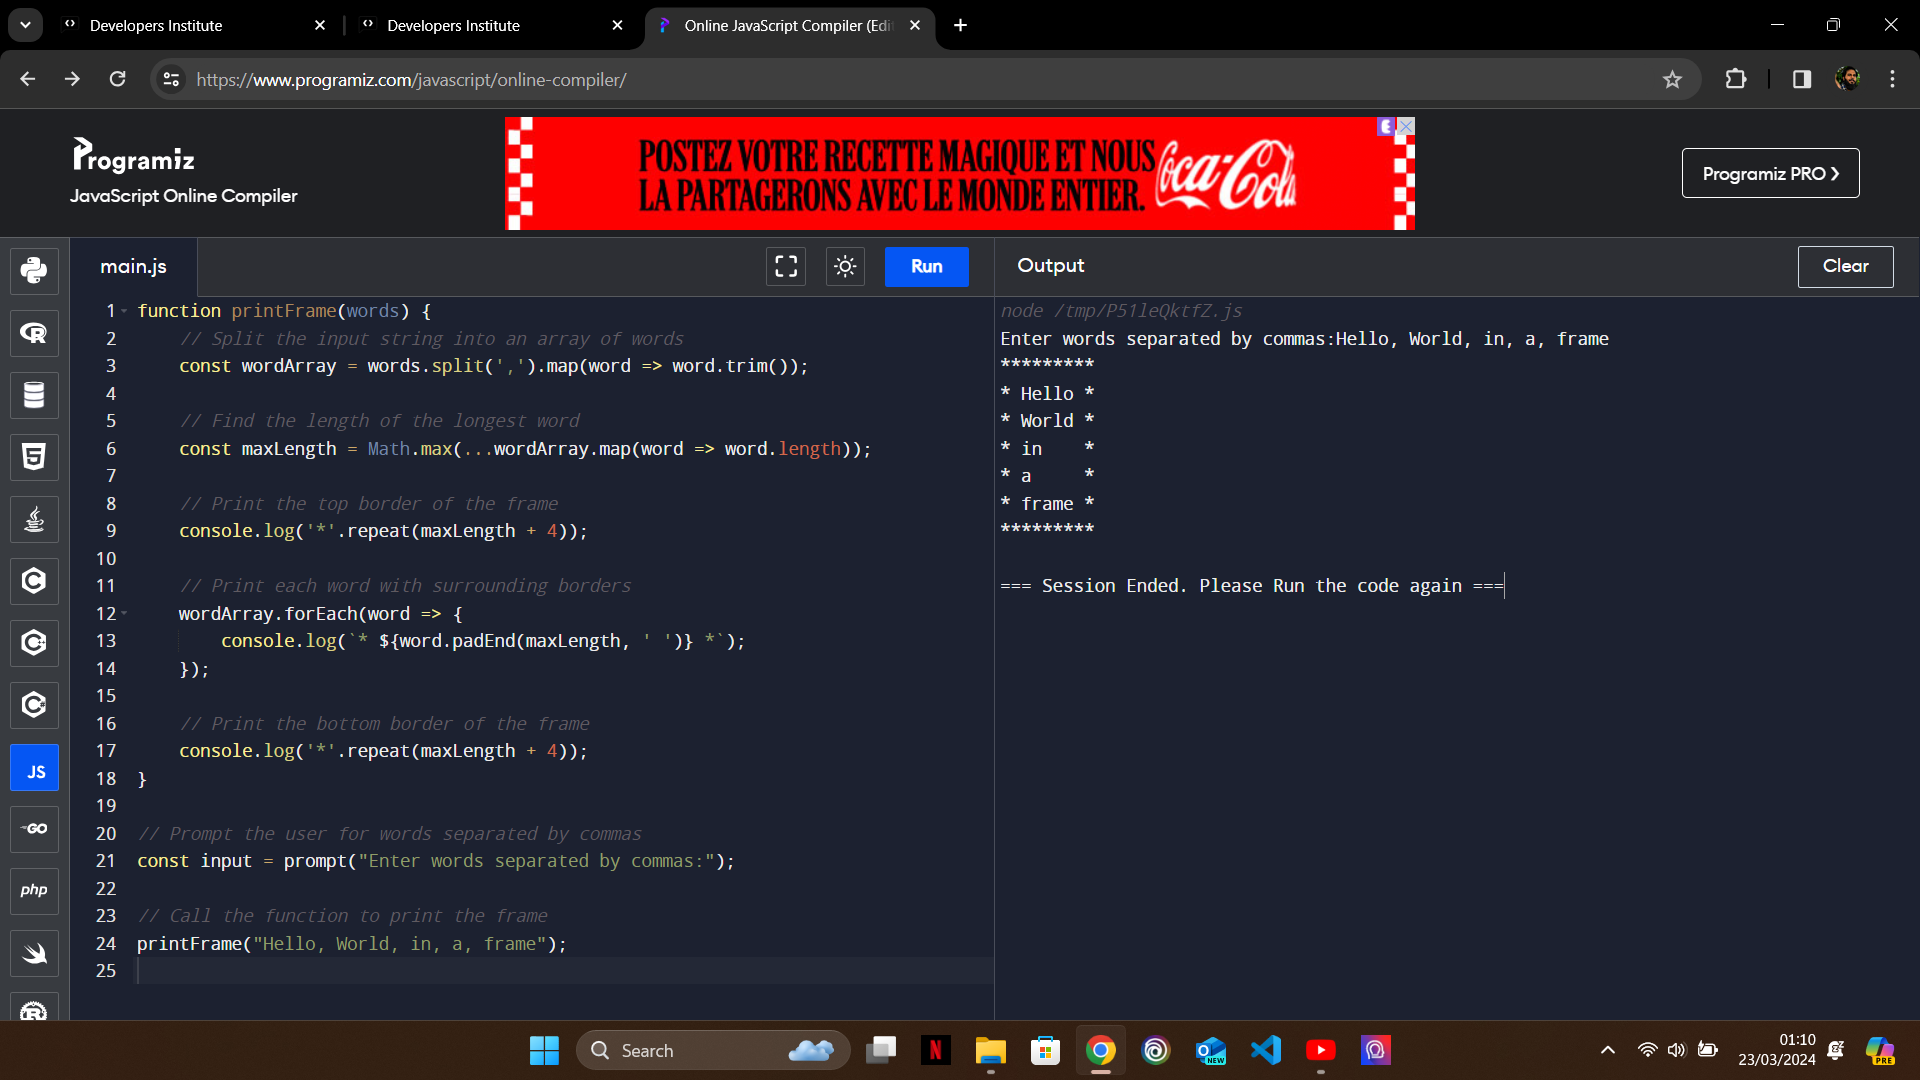 Developers Institute
Developers Institute
Online JavaScript Compiler (Edi
https://www.programiz.com/javascript/online-compiler/
Programiz
JavaScript Online Compiler
POSTEZ VOTRE RECETTE MAGIQUE ET NOUS
LA PARTAGERONS AVEC LE MONDE ENTIER.
Coca-Cola
Programiz PRO
main.js
Run
Output
Clear
1 function printFrame(words) {
2 // Split the input string into an array of words
3 const wordArray = words.split(',').map(word => word.trim());
4
5 // Find the length of the longest word
6 const maxLength = Math.max(...wordArray.map(word => word.length));
7
8 // Print the top border of the frame
9 console.log('*'.repeat(maxLength + 4));
10
11 // Print each word with surrounding borders
12 wordArray.forEach(word => {
13 console.log(`* ${word.padEnd(maxLength, ' ')} *`);
14 });
15
16 // Print the bottom border of the frame
17 console.log('*'.repeat(maxLength + 4));
18 }
19
20 // Prompt the user for words separated by commas
21 const input = prompt("Enter words separated by commas:");
22
23 // Call the function to print the frame
24 printFrame("Hello, World, in, a, frame");
25
node /tmp/P51leQktfZ.js
Enter words separated by commas:Hello, World, in, a, frame
*********
* Hello *
* World *
* in    *
* a     *
* frame *
*********
=== Session Ended. Please Run the code again ===
R
5
C
C
C
JS
GO
php
R
Search
N
NEW
01:10
23/03/2024
PRE